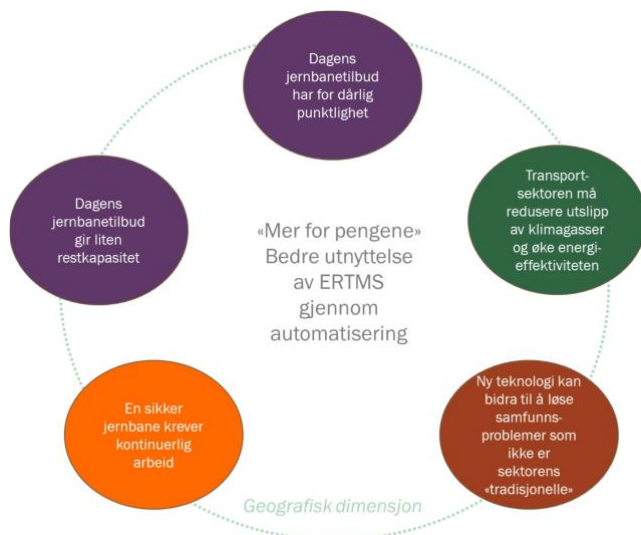 Dagens
jernbanetilbud
har for dårlig
punktlighet
Transport-
sektoren må
redusere utslipp
av klimagasser
og øke energi-
effektiviteten
Dagens
jernbanetilbud
gir liten
restkapasitet
«Mer for pengene»
Bedre utnyttelse
av ERTMS
gjennom
automatisering
En sikker
jernbane krever
kontinuerlig
arbeid
Ny teknologi kan
bidra til å løse
samfunns-
problemer som
ikke er
sektorens
«tradisjonelle»
Geografisk dimensjon